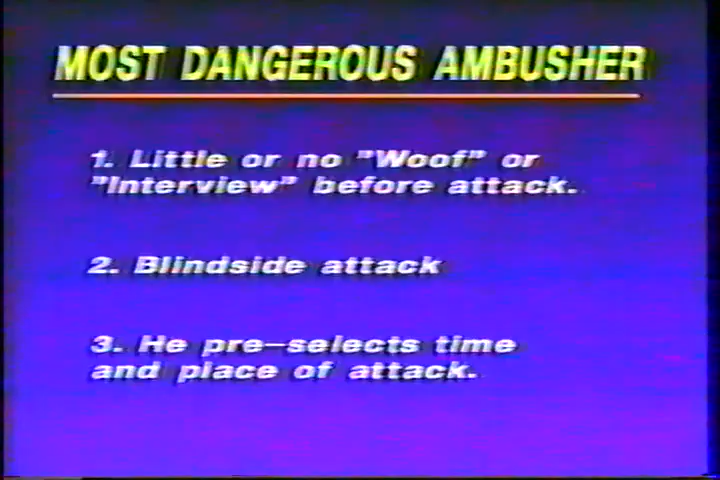 MOST DANGEROUS AMBUSHER
1. Little or no "Woof" or
"Interview" before attack.
2. Blindside attack
3. He pre-selects time
and place of attack.